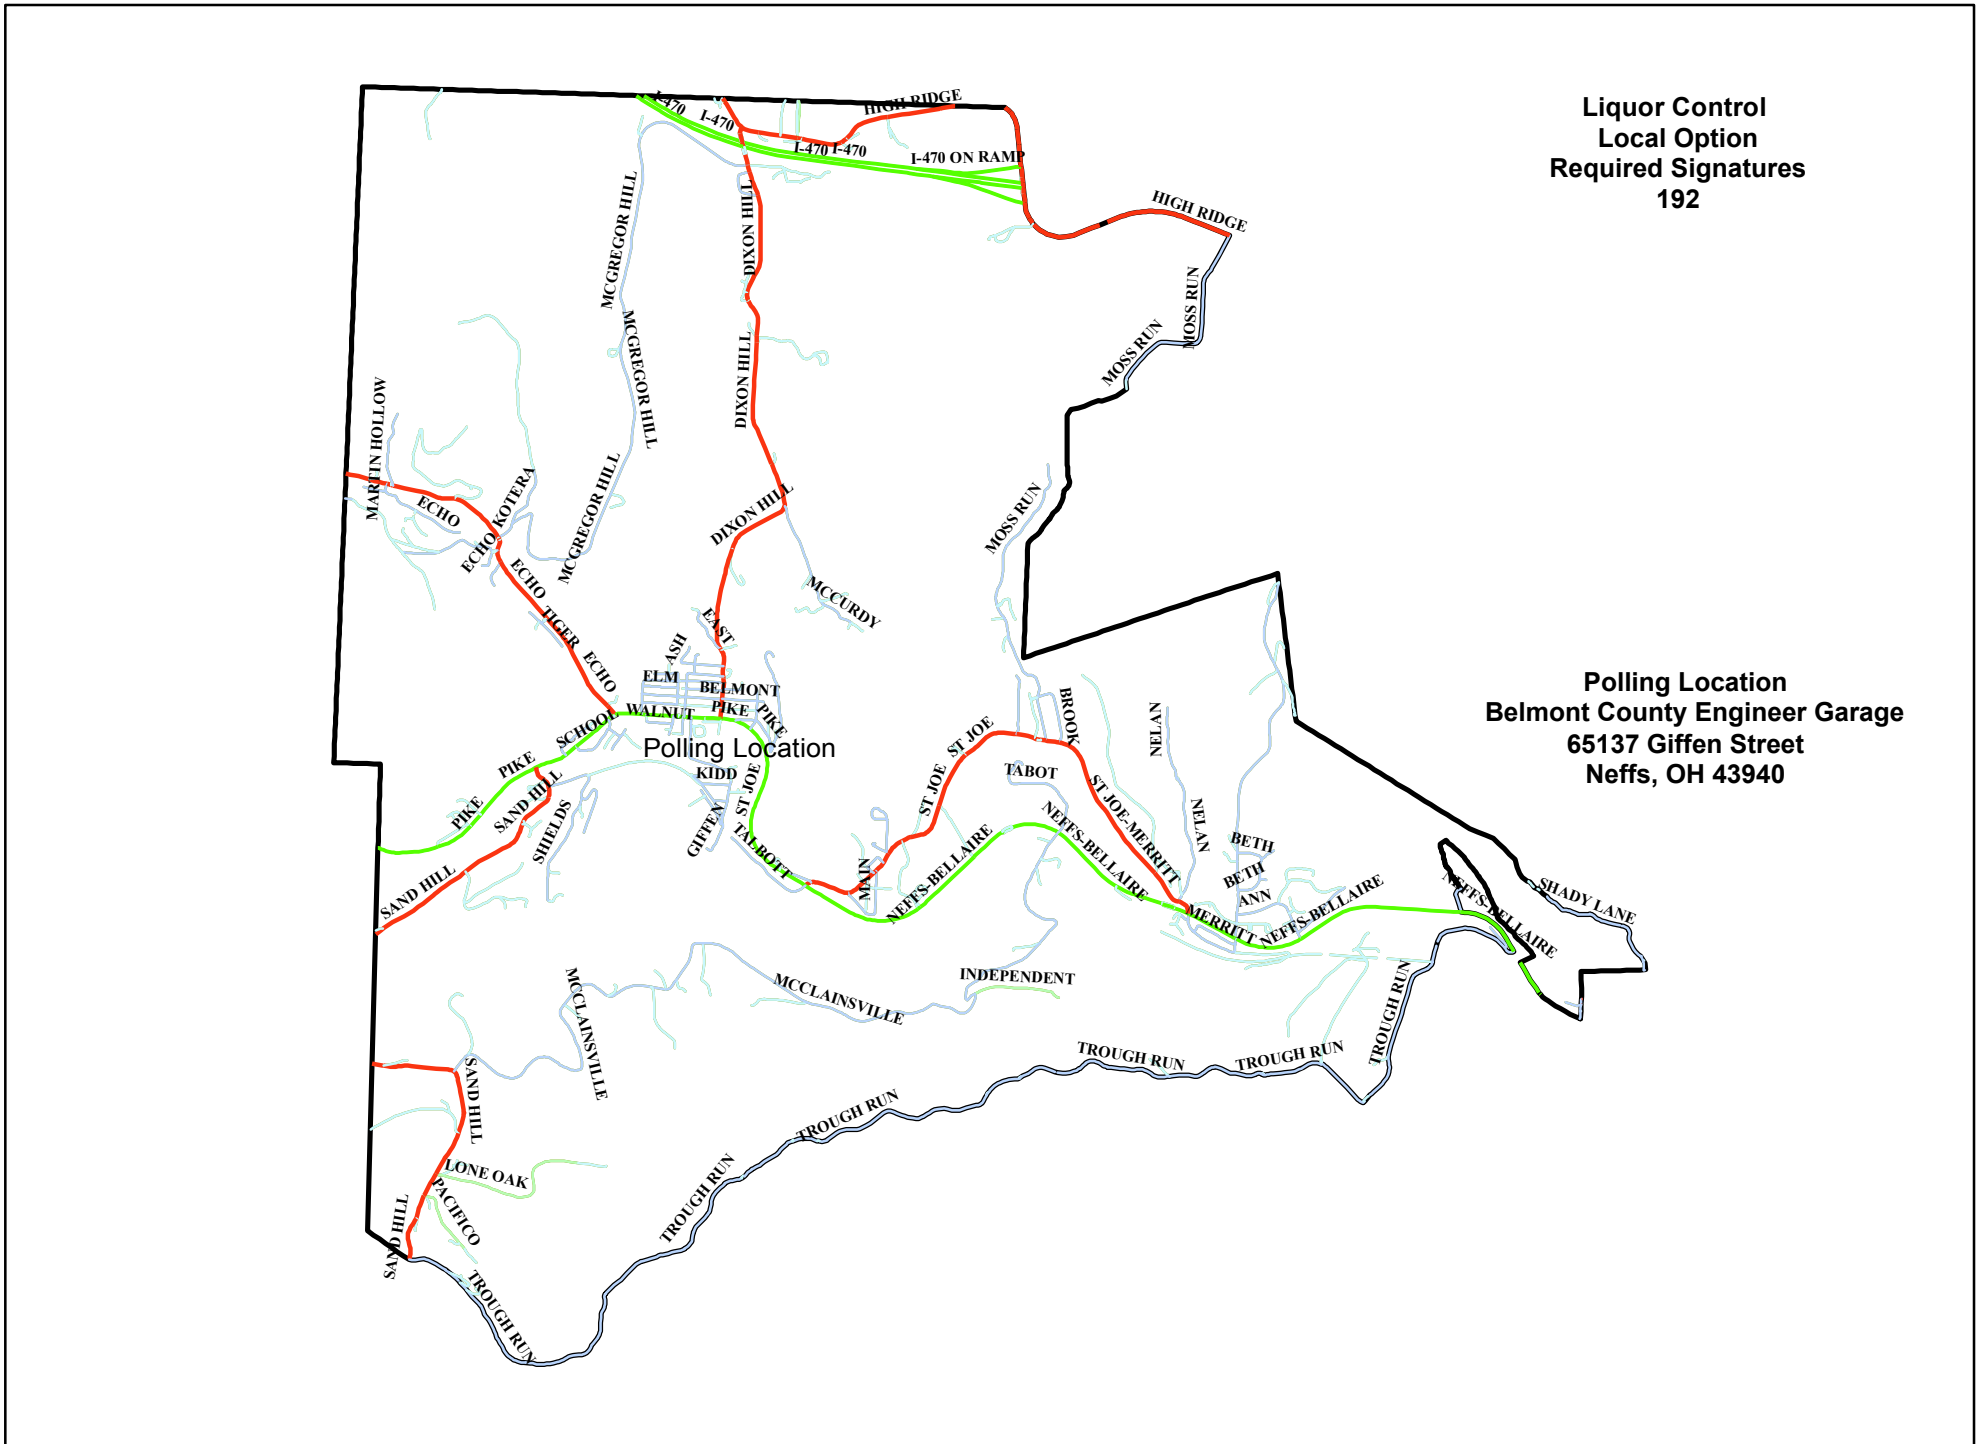 Liquor Control
Local Option
Required Signatures
192
I-470
I-470
HIGH RIDGE
I-470 I-470
I-470 ON RAMP
HIGH RIDGE
MCGREGOR HILL
DIXON HILL
MOSS RUN
MOSS RUN
MCGREGOR HILL
DIXON HILL
MARTIN HOLLOW
ECHO
KOTERA
MCGREGOR HILL
DIXON HILL
MOSS RUN
ECHO
ECHO
TIGER
ECHO
MCCURDY
EAST
ASH
ELM
BELMONT
WALNUT
PIKE
PIKE
SCHOOL
Polling Location
PIKE
PIKE
SAND HILL
SHIELDS
KIDD
ST JOE
GIFFEN
TALBOTT
ST JOE
ST JOE
BROOK
TABOT
NELAN
NELAN
ST JOE-MERRITT
Polling Location
Belmont County Engineer Garage
65137 Giffen Street
Neffs, OH 43940
SAND HILL
MAIN
NEFFS-BELLAIRE
NEFFS-BELLAIRE
BETH
BETH
ANN
MERRITT
NEFFS-BELLAIRE
NEFFS-BELLAIRE
SHADY LANE
INDEPENDENT
MCCLAINSVILLE
MCCLAINSVILLE
TROUGH RUN
TROUGH RUN
TROUGH RUN
TROUGH RUN
TROUGH RUN
SAND HILL
LONE OAK
PACIFICO
SAND HILL
TROUGH RUN